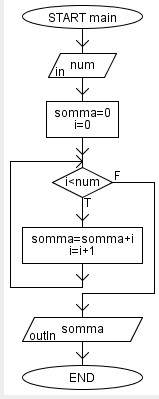 START main
num
in
somma=0
i=0
i<num
F
T
somma=somma+i
i=i+1
somma
outln
END